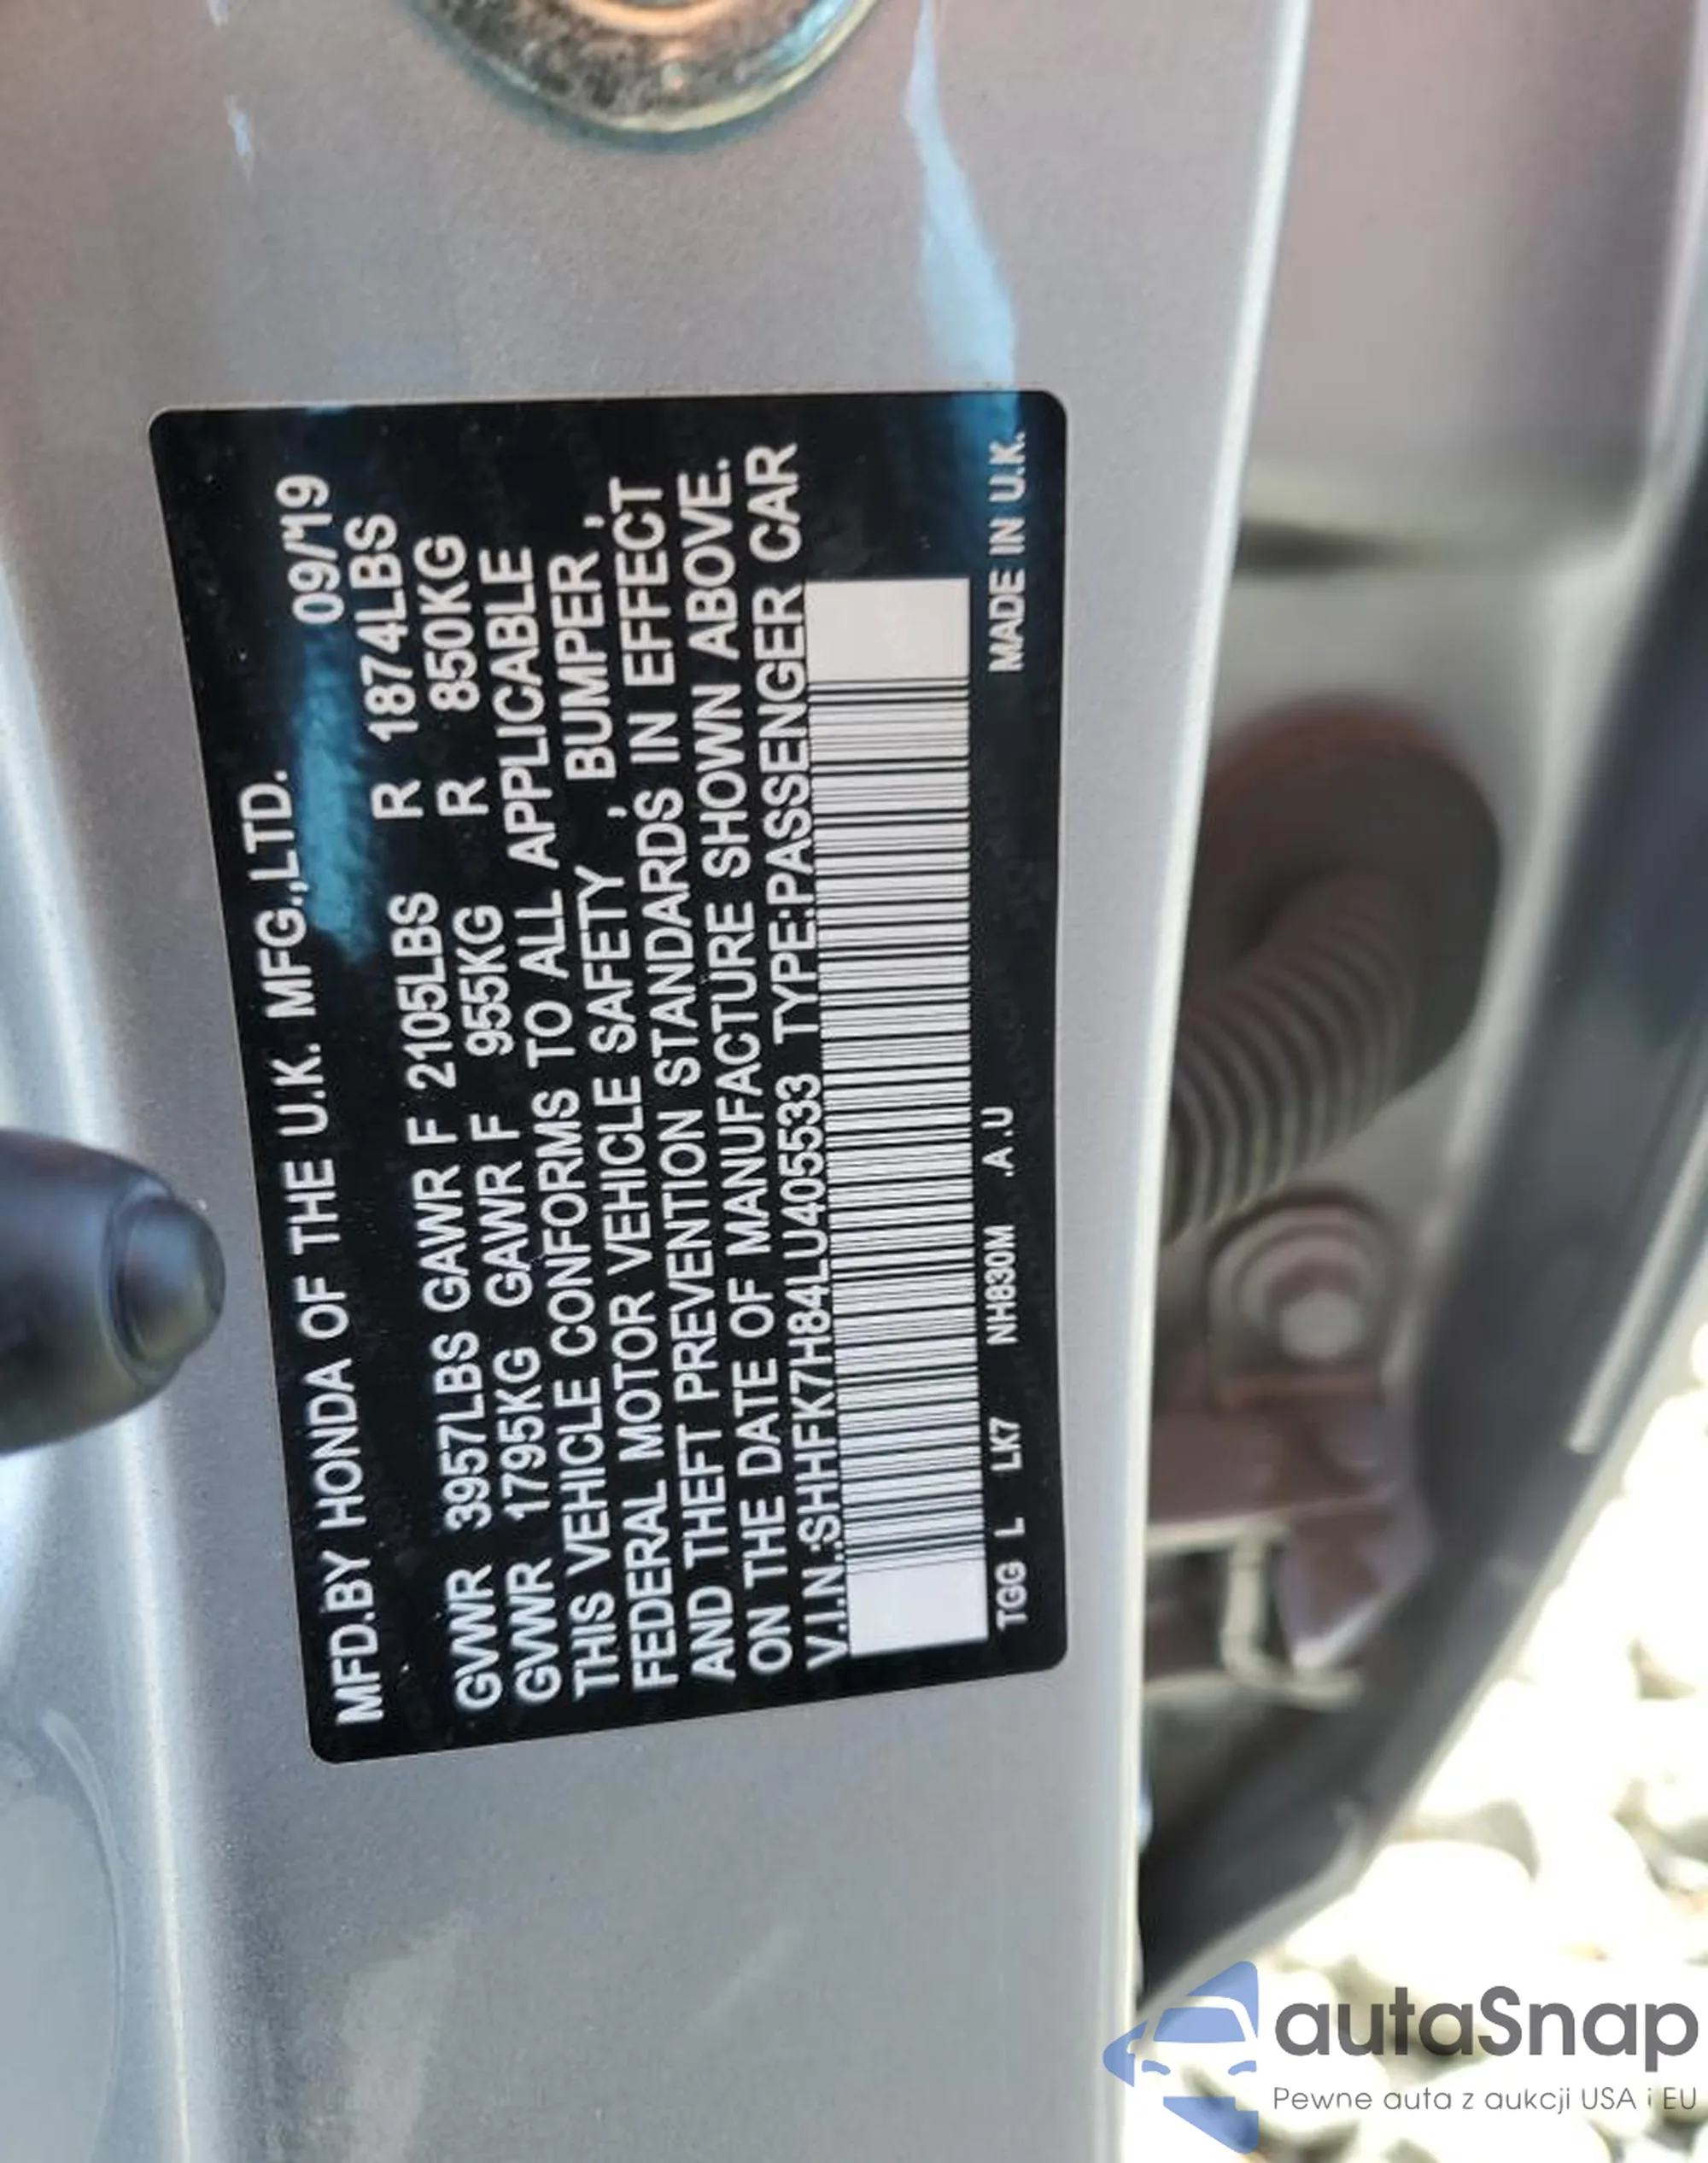 MFD.BY HONDA OF THE U.K. MFG.,LTD.
09/'19
GVWR 3957LBS GAWR F 2105LBS R 1874LBS
GVWR 1795KG GAWR F 955KG R 850KG
THIS VEHICLE CONFORMS TO ALL APPLICABLE
FEDERAL MOTOR VEHICLE SAFETY , BUMPER ,
AND THEFT PREVENTION STANDARDS IN EFFECT
ON THE DATE OF MANUFACTURE SHOWN ABOVE.
V.I.N.:SHHFK7H84LU405533 TYPE:PASSENGER CAR
TGG L LK7 NH830M .A.U MADE IN U.K.
autaSnap
Pewne auta z aukcji USA i EU